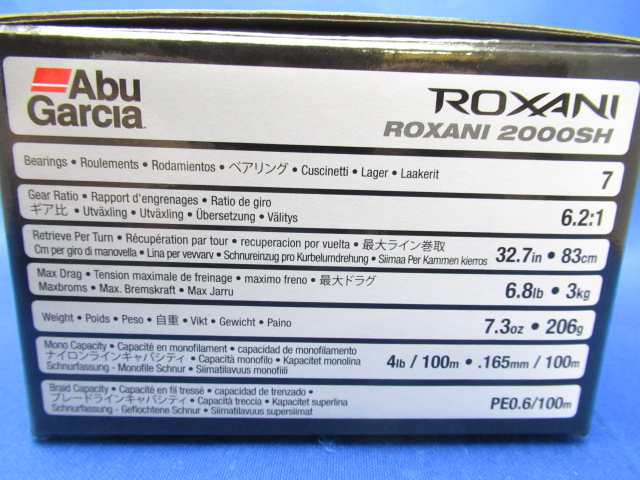 Abu
Garcia
ROXANI
ROXANI 2000SH
Bearings • Roulements • Rodamientos • ベアリング • Cuscinetti • Lager • Laakerit
7
Gear Ratio • Rapport d'engrenages • Ratio de giro
ギア比 • Utväxling • Utväxling • Übersetzung • Välitys
6.2:1
Retrieve Per Turn • Récupération par tour • recuperacion por vuelta • 最大ライン巻取
Cm per giro di manovella • Lina per vevvarv • Schnureinzug pro Kurbelumdrehung • Siimaa Per Kammen kierros
32.7in • 83cm
Max Drag • Tension maximale de freinage • maximo freno • 最大ドラグ
Maxbroms • Max. Bremskraft • Max Jarru
6.8lb • 3kg
Weight • Poids • Peso • 自重 • Vikt • Gewicht • Paino
7.3oz • 206g
Mono Capacity • Capacité en monofilament • capacidad de monofilamento
ナイロンラインキャパシティ • Capacità monofilo • Kapacitet monolina
Schnurfassung - Monofile Schnur • Siimatilavuus monofiili
4lb / 100m • .165mm / 100m
Braid Capacity • Capacité en fil tressé • capacidad de trenzado •
ブレードラインキャパシティ • Capacità treccia • Kapacitet superlina
Schnurfassung - Geflochtene Schnur • Siimatilavuus supersiimat
PE0.6/100m